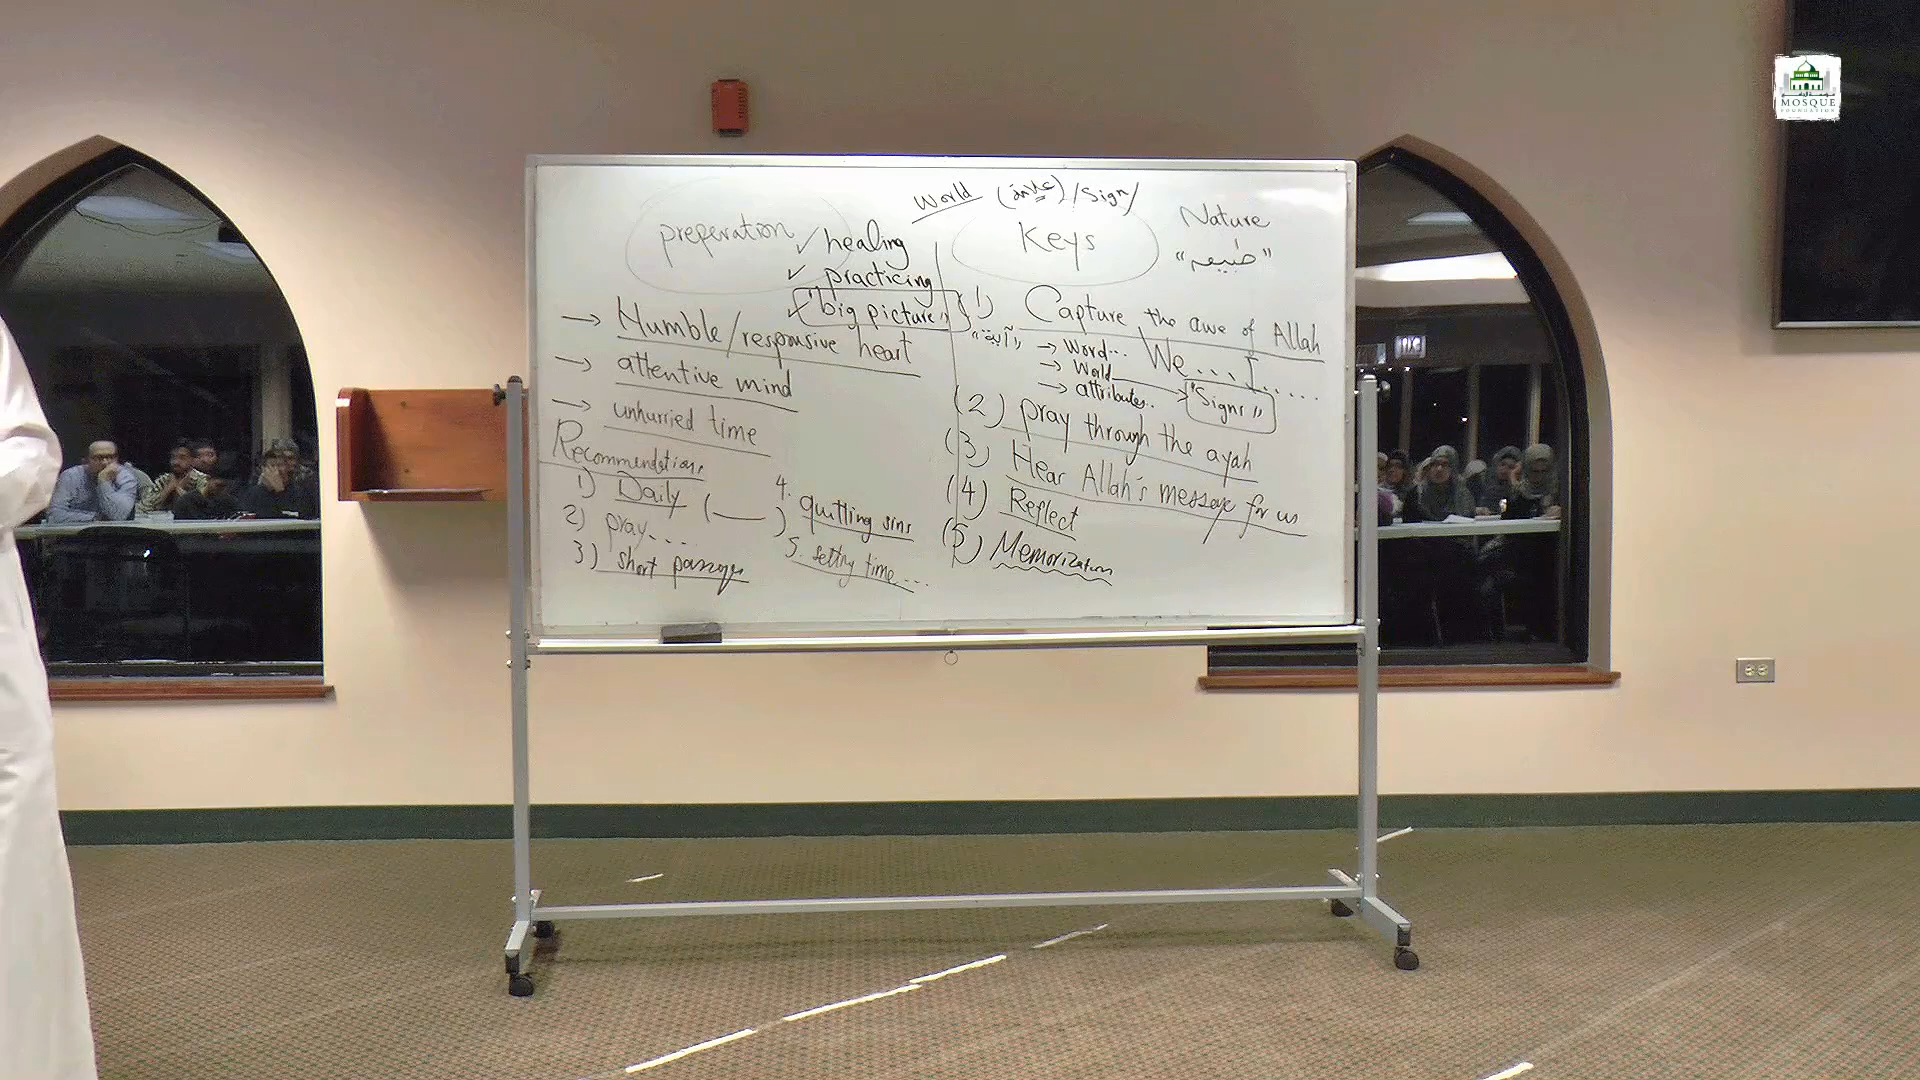 World (علامة) / Sign /
preperation
✓ healing
✓ practicing
✓ "big picture"
→ Humble/responsive heart
→ attentive mind
→ unhurried time
Recommendations
1) Daily (—)
2) pray....
3) short passages
4. quitting sins
5. setting time...
Keys
Nature
"طبيعة"
1) Capture the awe of Allah
"آية"
→ Word...
→ World
→ attributes..
We........
"Signs"
(2) pray through the ayah
(3) Hear Allah's message for us
(4) Reflect
(5) Memorization
MOSQUE
FOUNDATION